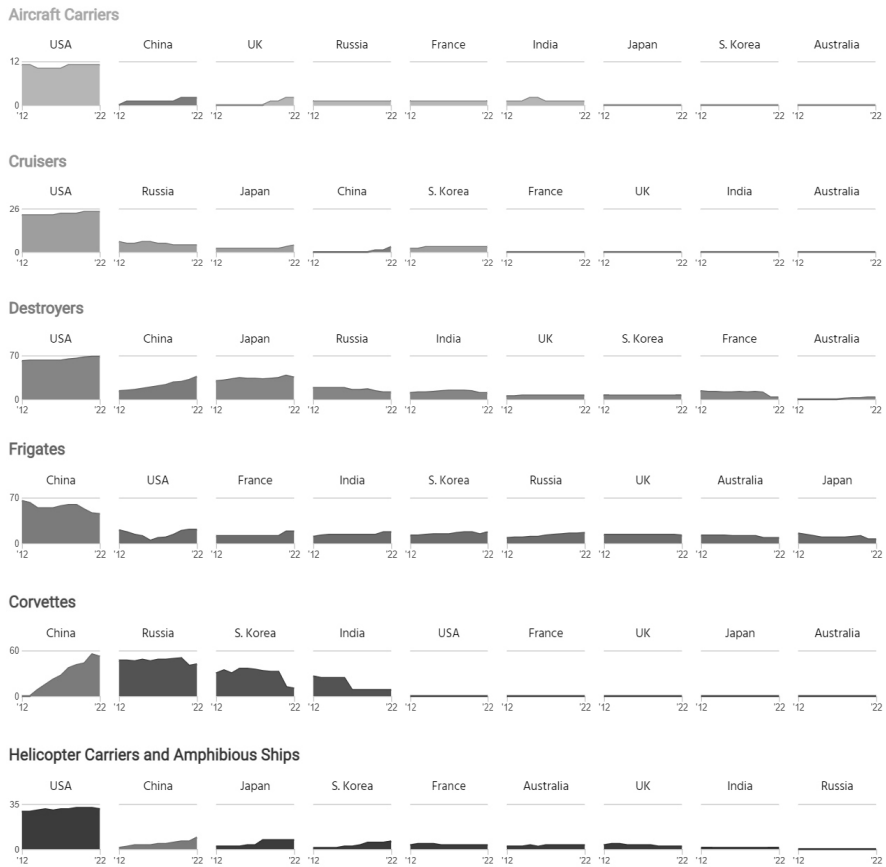 Aircraft Carriers
USA China UK Russia France India Japan S. Korea Australia
12
0
'12 '22 '12 '22 '12 '22 '12 '22 '12 '22 '12 '22 '12 '22 '12 '22 '12 '22
Cruisers
USA Russia Japan China S. Korea France UK India Australia
26
0
'12 '22 '12 '22 '12 '22 '12 '22 '12 '22 '12 '22 '12 '22 '12 '22 '12 '22
Destroyers
USA China Japan Russia India UK S. Korea France Australia
70
0
'12 '22 '12 '22 '12 '22 '12 '22 '12 '22 '12 '22 '12 '22 '12 '22 '12 '22
Frigates
China USA France India S. Korea Russia UK Australia Japan
70
0
'12 '22 '12 '22 '12 '22 '12 '22 '12 '22 '12 '22 '12 '22 '12 '22 '12 '22
Corvettes
China Russia S. Korea India USA France UK Japan Australia
60
0
'12 '22 '12 '22 '12 '22 '12 '22 '12 '22 '12 '22 '12 '22 '12 '22 '12 '22
Helicopter Carriers and Amphibious Ships
USA China Japan S. Korea France Australia UK India Russia
35
0
'12 '22 '12 '22 '12 '22 '12 '22 '12 '22 '12 '22 '12 '22 '12 '22 '12 '22